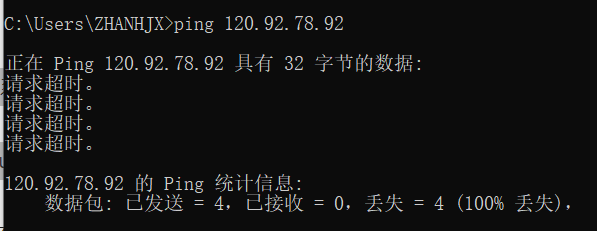 C:\Users\ZHANHJX>ping 120.92.78.92
正在 Ping 120.92.78.92 具有 32 字节的数据:
请求超时。
请求超时。
请求超时。
请求超时。
120.92.78.92 的 Ping 统计信息:
数据包: 已发送 = 4，已接收 = 0，丢失 = 4 (100% 丢失)，